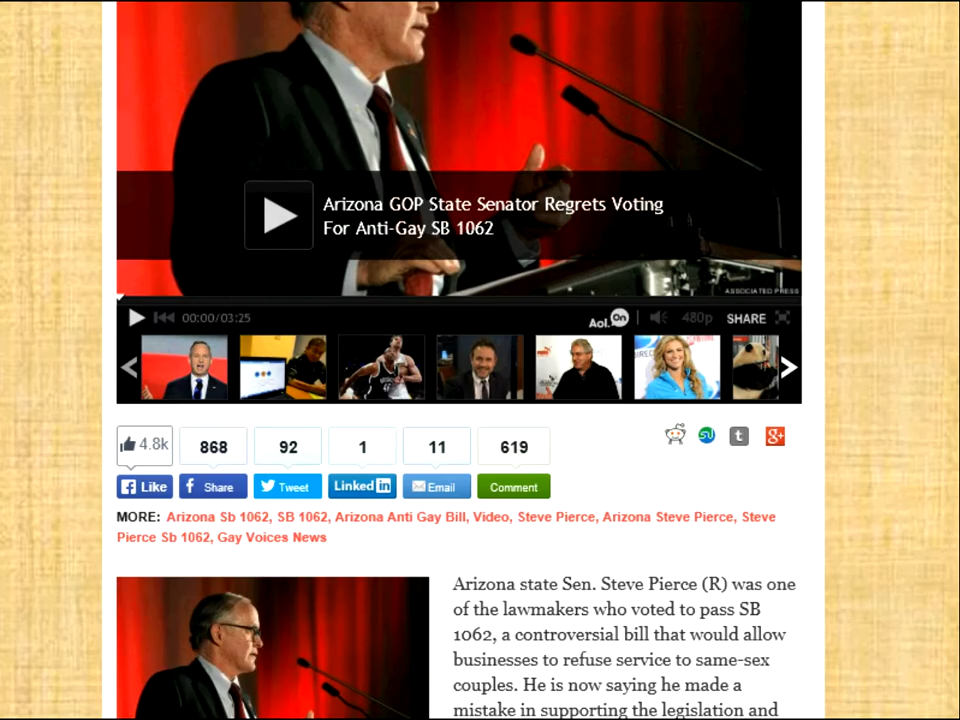 Arizona GOP State Senator Regrets Voting
For Anti-Gay SB 1062
ASSOCIATED PRESS
00:00/03:25
Aol.On
480p
SHARE
4.8k
868
92
1
11
619
Like
Share
Tweet
Linked in
Email
Comment
MORE: Arizona Sb 1062, SB 1062, Arizona Anti Gay Bill, Video, Steve Pierce, Arizona Steve Pierce, Steve
Pierce Sb 1062, Gay Voices News
Arizona state Sen. Steve Pierce (R) was one
of the lawmakers who voted to pass SB
1062, a controversial bill that would allow
businesses to refuse service to same-sex
couples. He is now saying he made a
mistake in supporting the legislation and